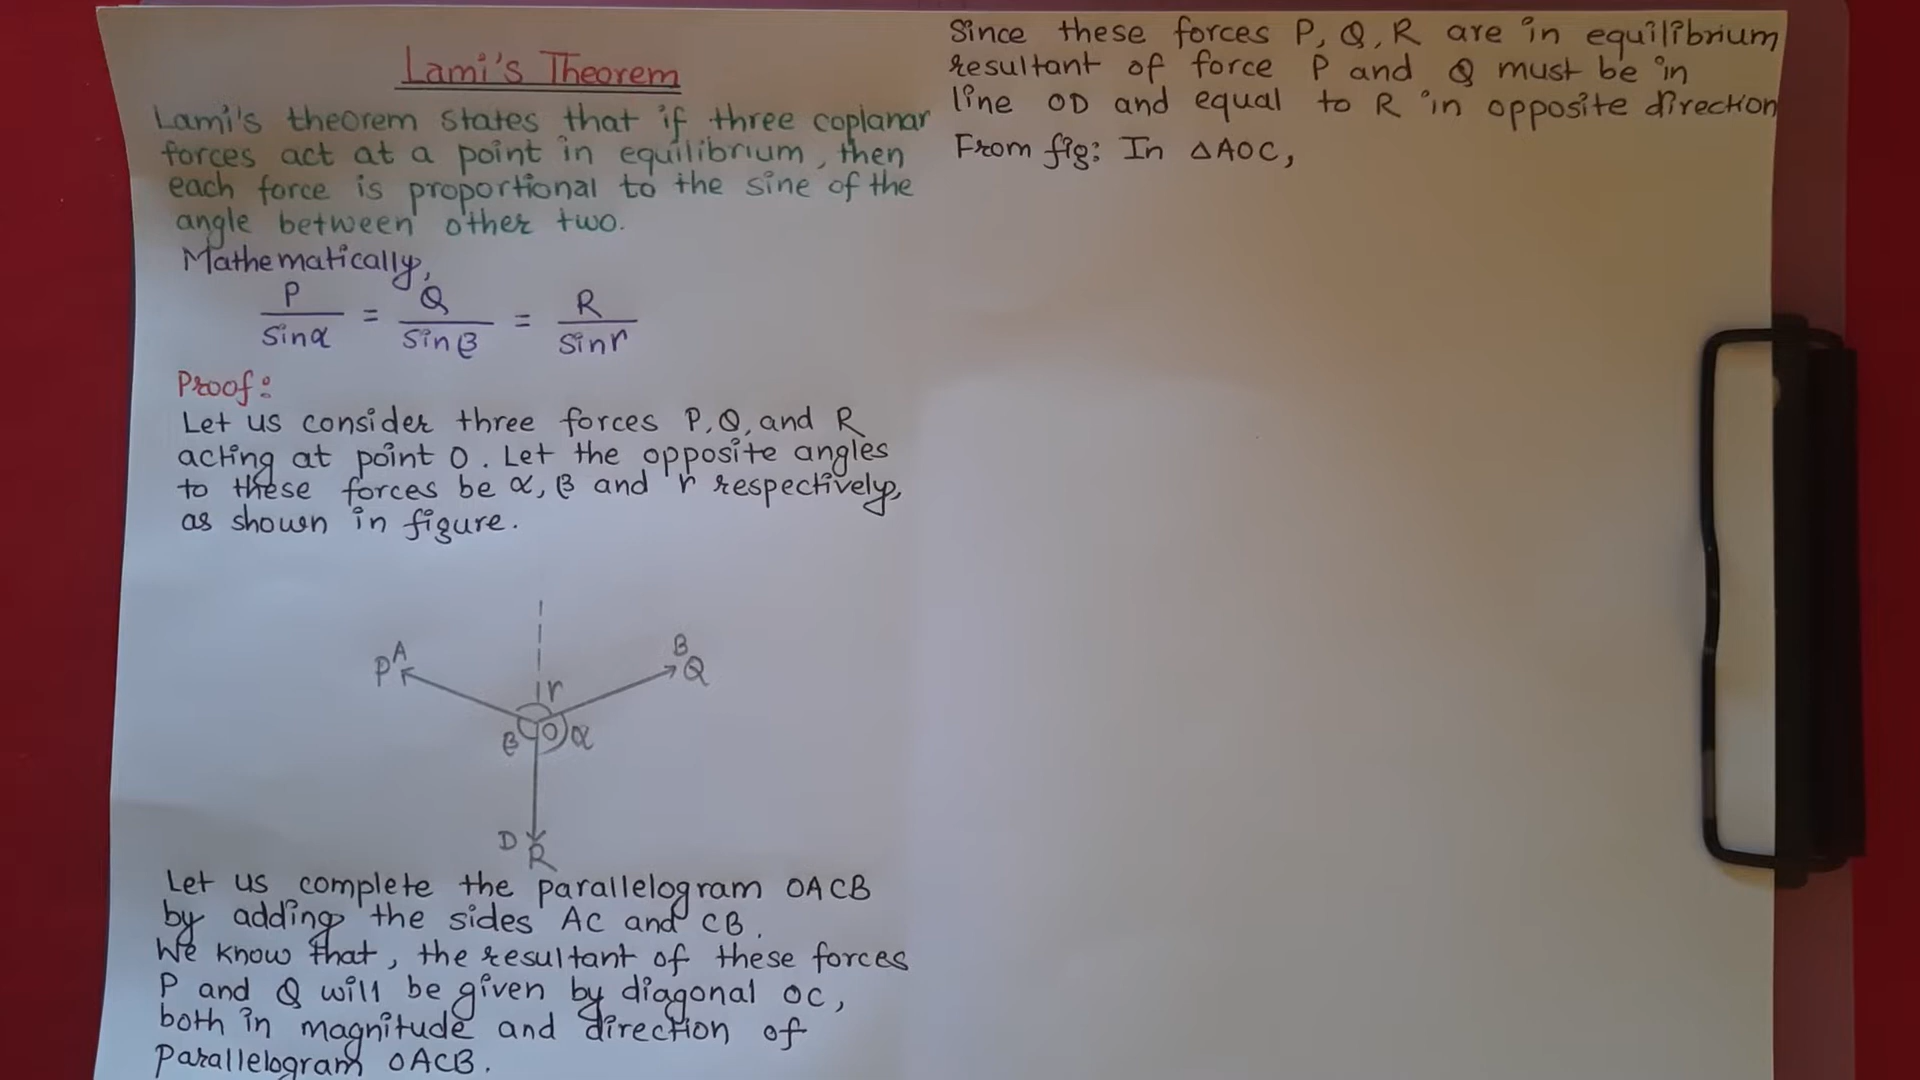 Lami's Theorem
Lami's theorem states that if three coplanar
forces act at a point in equilibrium, then
each force is proportional to the sine of the
angle between other two.
Mathematically,
P/sinα = Q/sinβ = R/sinr
Proof:
Let us consider three forces P, Q, and R
acting at point O. Let the opposite angles
to these forces be α, β and r respectively,
as shown in figure.
P A
B Q
r
β O α
D
R
Let us complete the parallelogram OACB
by adding the sides AC and CB.
We know that, the resultant of these forces
P and Q will be given by diagonal OC,
both in magnitude and direction of
Parallelogram OACB.
Since these forces P, Q, R are in equilibrium
resultant of force P and Q must be in
line OD and equal to R in opposite direction
From fig: In ΔAOC,